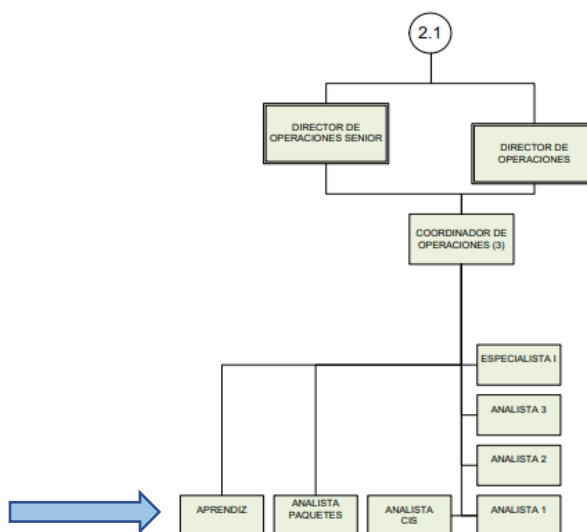 2.1
DIRECTOR DE
OPERACIONES SENIOR
DIRECTOR DE
OPERACIONES
COORDINADOR DE
OPERACIONES (3)
ESPECIALISTA I
ANALISTA 3
ANALISTA 2
APRENDIZ
ANALISTA
PAQUETES
ANALISTA
CIS
ANALISTA 1